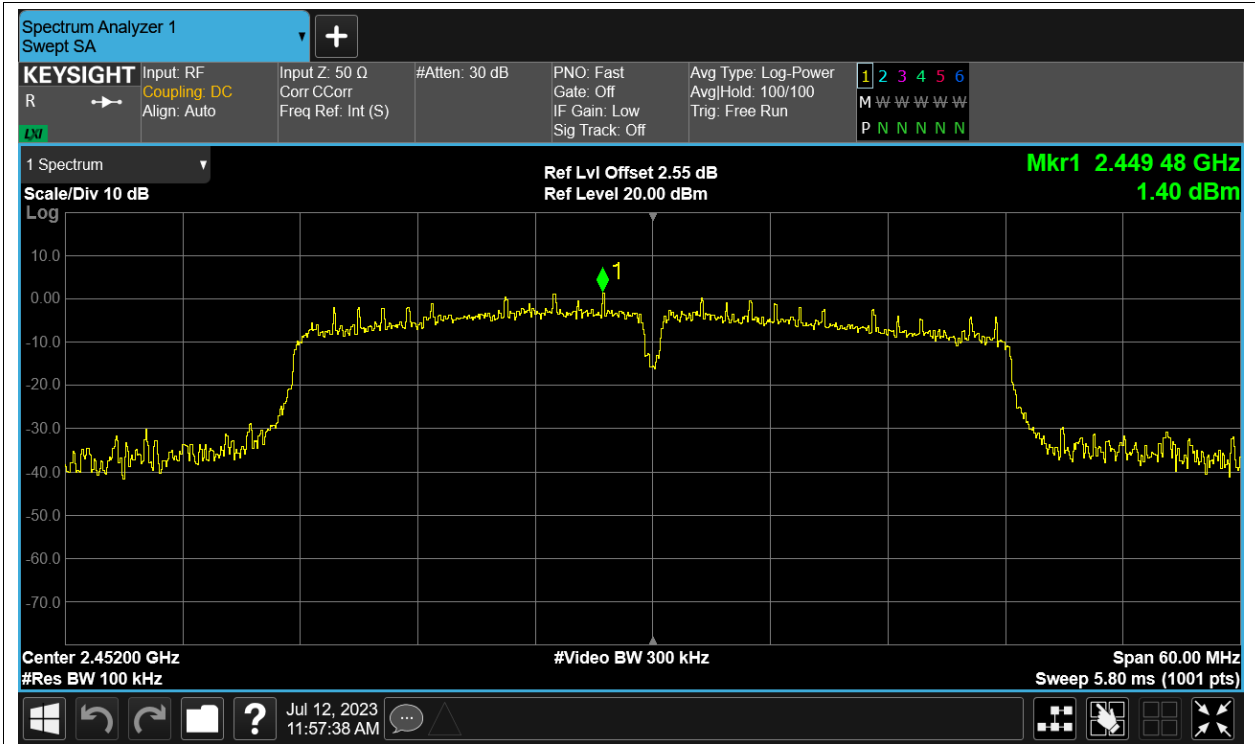 Spectrum Analyzer 1
Swept SA
KEYSIGHT
R
LXI
Input: RF
Coupling: DC
Align: Auto
Input Z: 50 Ω
Corr CCorr
Freq Ref: Int (S)
#Atten: 30 dB
PNO: Fast
Gate: Off
IF Gain: Low
Sig Track: Off
Avg Type: Log-Power
Avg|Hold: 100/100
Trig: Free Run
1 2 3 4 5 6
M W W W W W W
P N N N N N N
1 Spectrum
Scale/Div 10 dB
Ref Lvl Offset 2.55 dB
Ref Level 20.00 dBm
Mkr1 2.449 48 GHz
1.40 dBm
Log
1
10.0
0.00
-10.0
-20.0
-30.0
-40.0
-50.0
-60.0
-70.0
Center 2.45200 GHz
#Video BW 300 kHz
Span 60.00 MHz
#Res BW 100 kHz
Sweep 5.80 ms (1001 pts)
?
Jul 12, 2023
11:57:38 AM